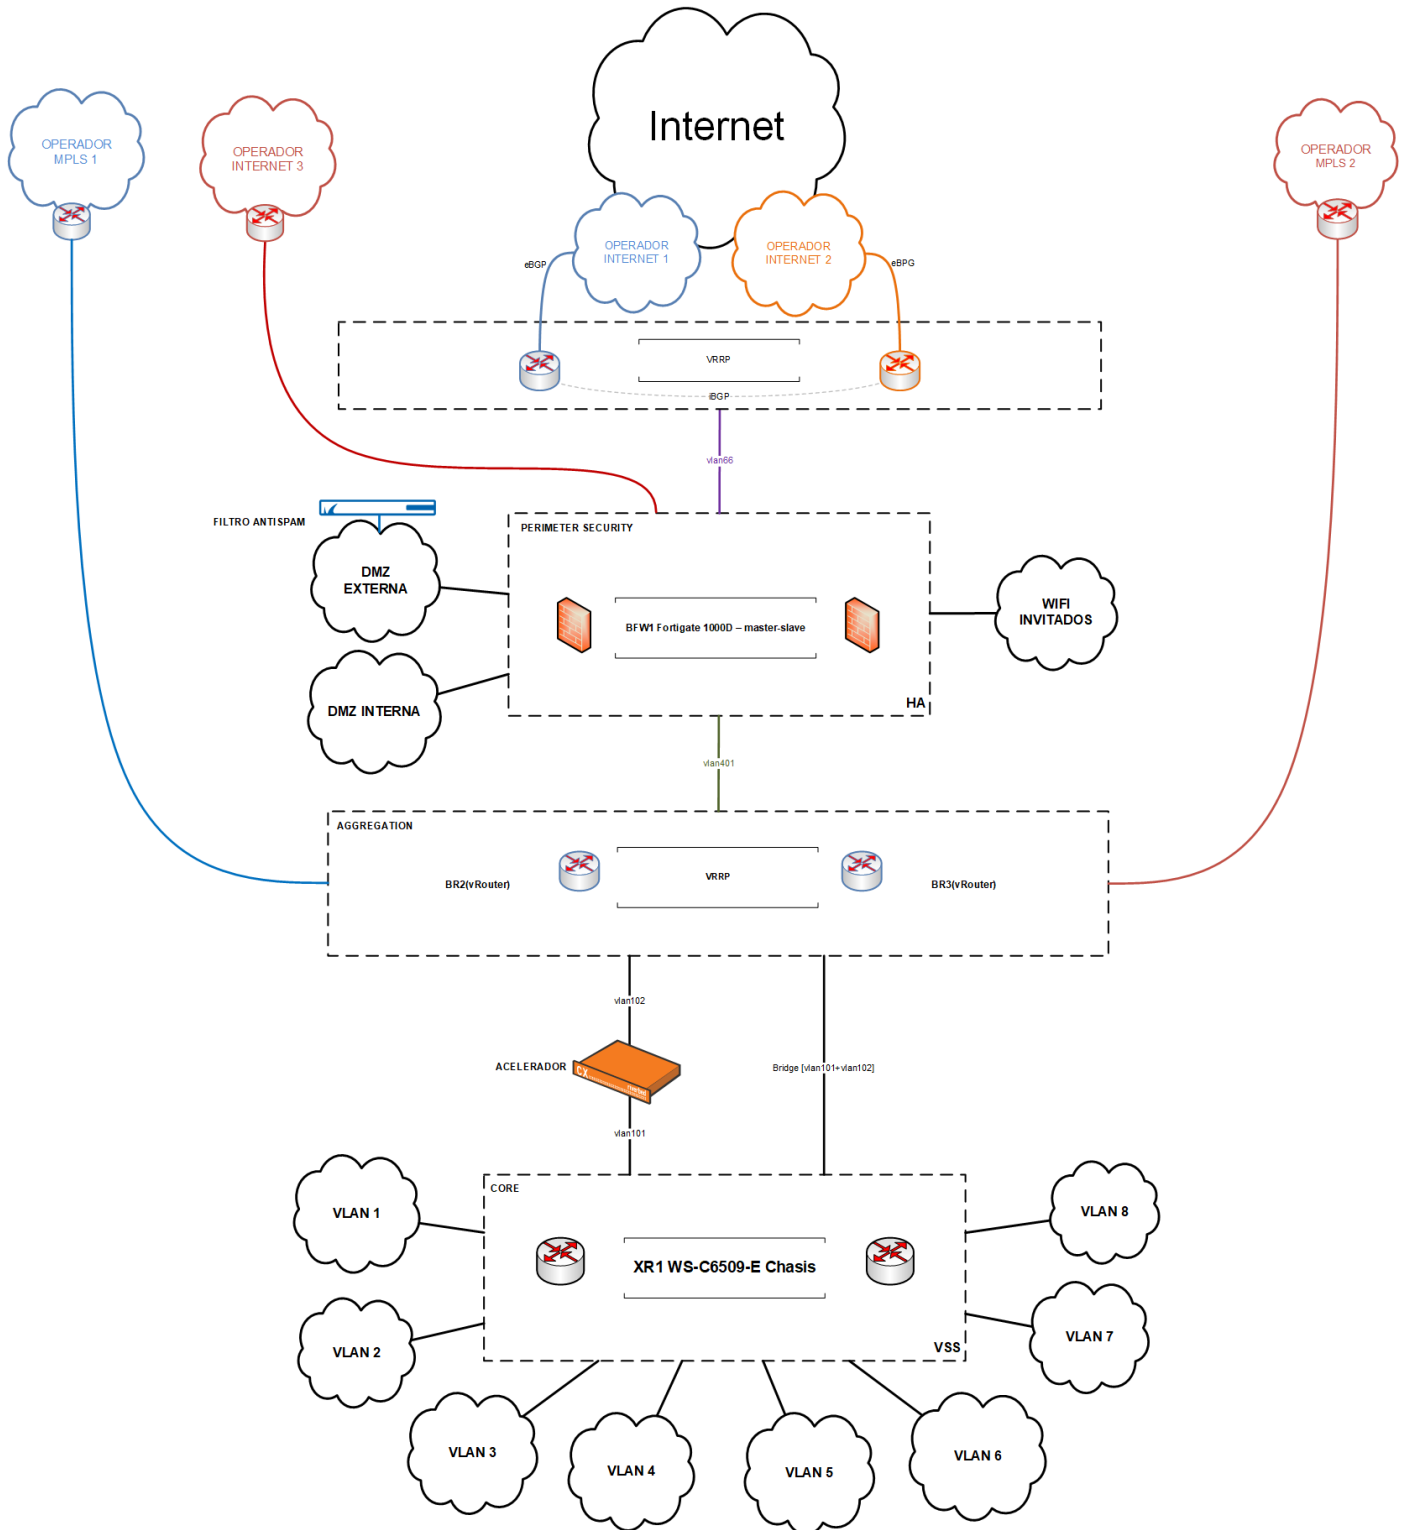 Internet
OPERADOR
MPLS 1
OPERADOR
INTERNET 3
OPERADOR
MPLS 2
OPERADOR
INTERNET 1
OPERADOR
INTERNET 2
eBGP
eBPG
VRRP
iBGP
vlan66
FILTRO ANTISPAM
PERIMETER SECURITY
DMZ
EXTERNA
WIFI
INVITADOS
BFW1 Fortigate 1000D – master-slave
DMZ INTERNA
HA
vlan401
AGGREGATION
BR2(vRouter)
VRRP
BR3(vRouter)
vlan102
ACELERADOR
CX
Bridge [vlan101+vlan102]
vlan101
CORE
VLAN 1
VLAN 8
XR1 WS-C6509-E Chasis
VLAN 2
VSS
VLAN 7
VLAN 3
VLAN 4
VLAN 5
VLAN 6